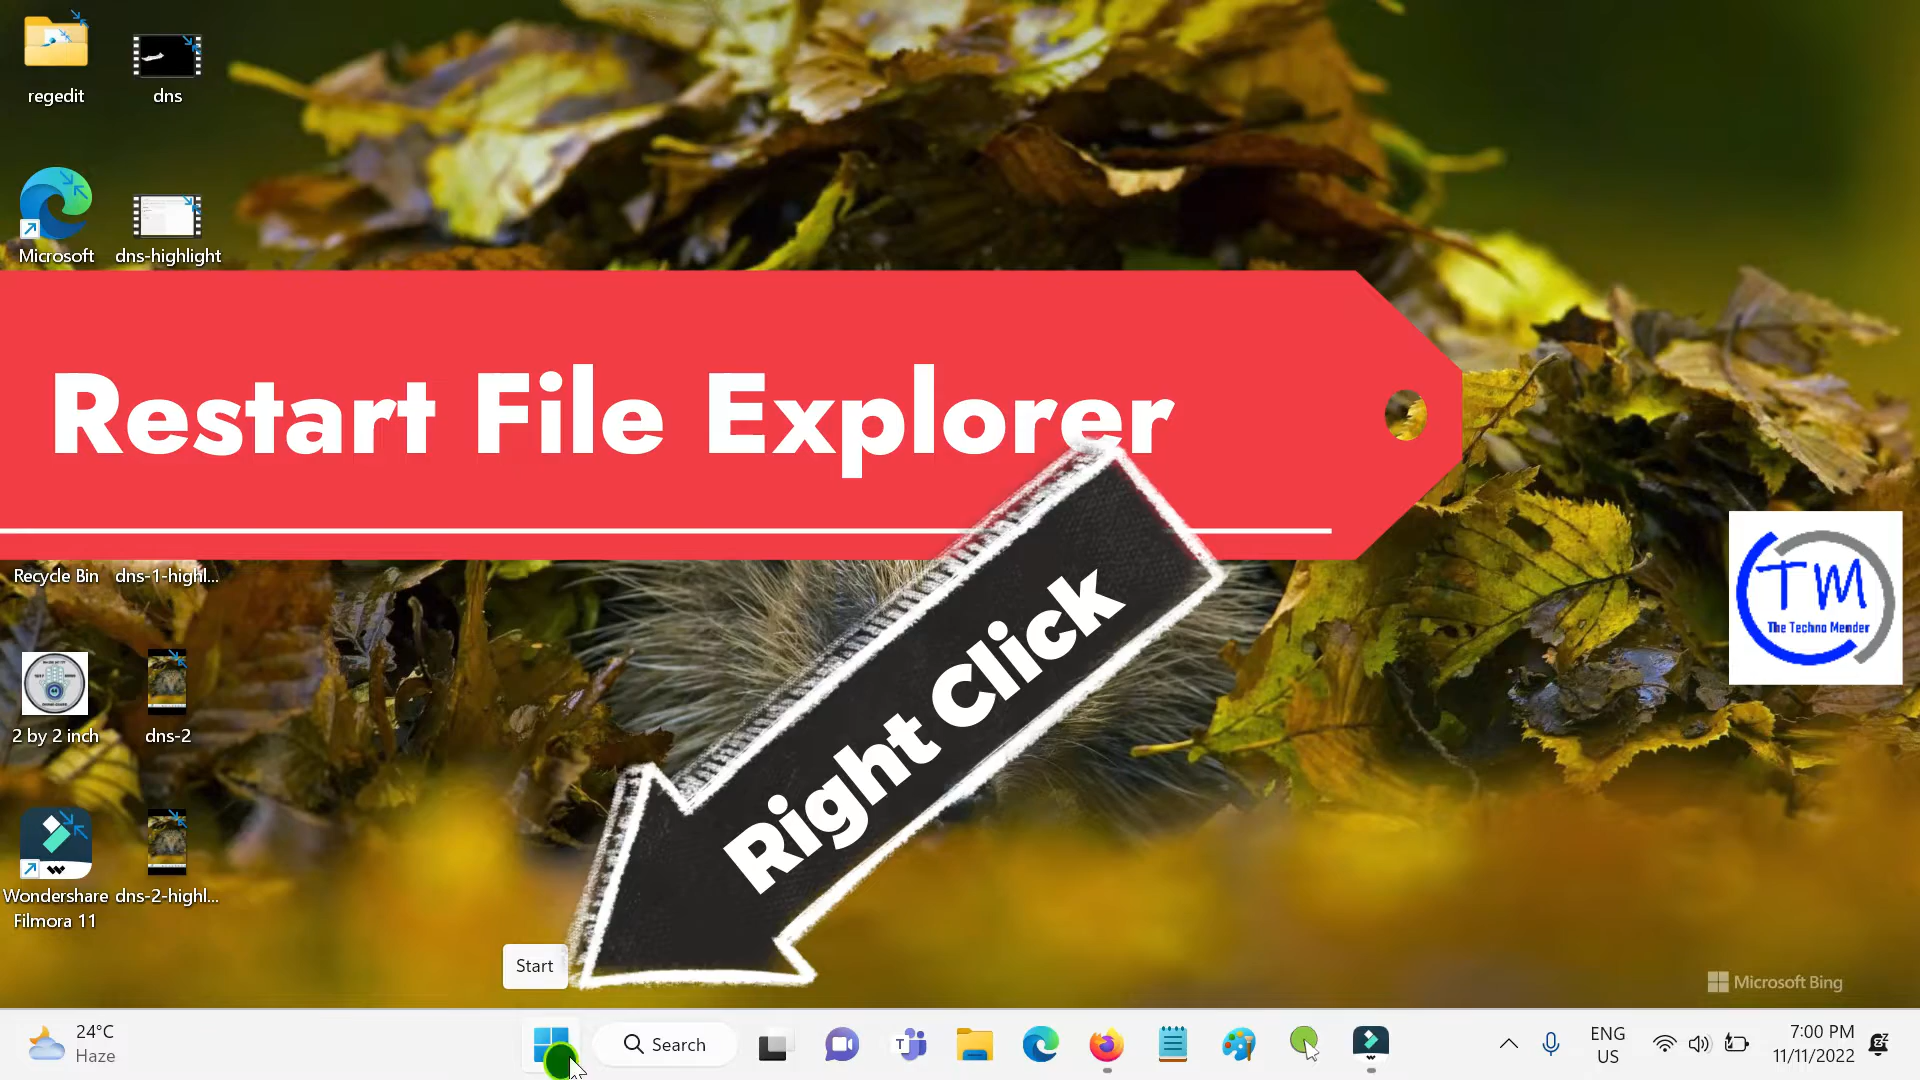 regedit
dns
Microsoft
dns-highlight
Restart File Explorer
Recycle Bin
dns-1-highl...
TM
The Techno Mender
Right Click
2 by 2 inch
dns-2
Wondershare
Filmora 11
dns-2-highl...
Start
Microsoft Bing
24°C
Haze
Search
ENG
US
7:00 PM
11/11/2022